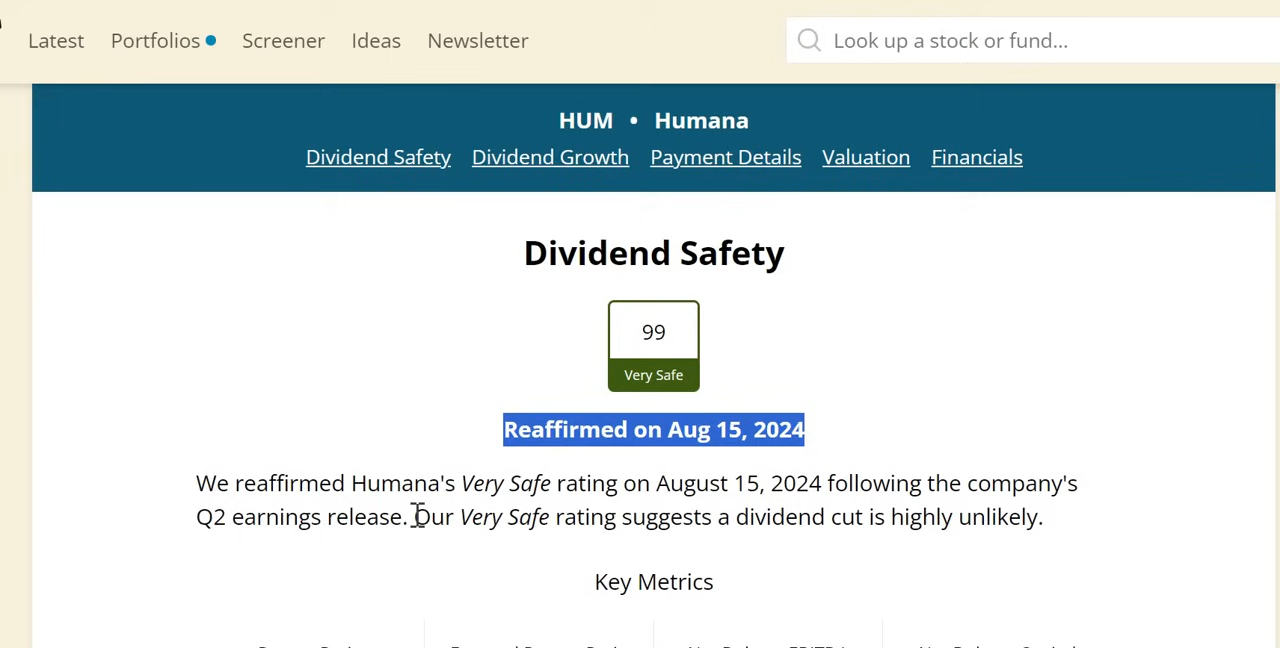 Latest Portfolios Screener Ideas Newsletter Look up a stock or fund...
HUM • Humana
Dividend Safety Dividend Growth Payment Details Valuation Financials
Dividend Safety
99
Very Safe
Reaffirmed on Aug 15, 2024
We reaffirmed Humana's Very Safe rating on August 15, 2024 following the company's
Q2 earnings release. Our Very Safe rating suggests a dividend cut is highly unlikely.
Key Metrics